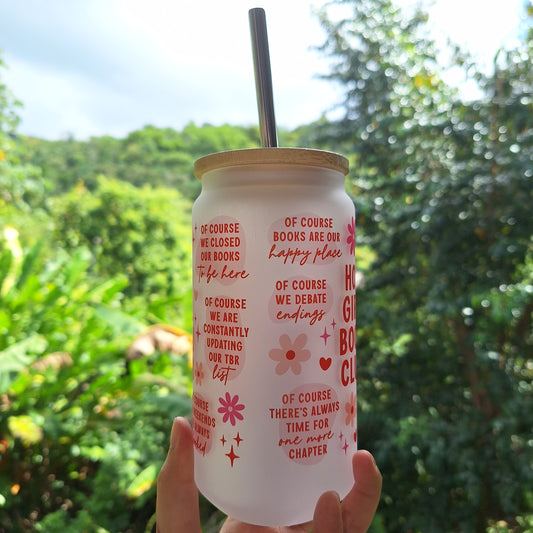 OF COURSE
WE CLOSED
OUR BOOKS
to be here
OF COURSE
WE ARE
CONSTANTLY
UPDATING
OUR TBR
list
OF COURSE
BOOKS ARE OUR
happy place
OF COURSE
WE DEBATE
endings
OF COURSE
THERE'S ALWAYS
TIME FOR
one more
CHAPTER